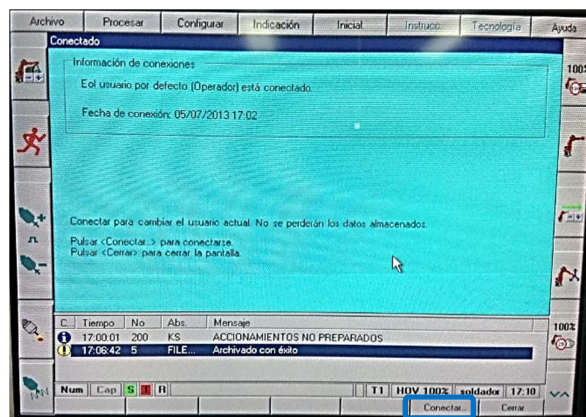 Archivo Procesar Configurar Indicación Inicial. Instrucc. Tecnología Ayuda
Conectado
Información de conexiones
Eol usuario por defecto (Operador) está conectado.
Fecha de conexión: 05/07/2013 17:02
100%
Conectar para cambiar el usuario actual. No se perderán los datos almacenados.
Pulsar <Conectar...> para conectarse.
Pulsar <Cerrar> para cerrar la pantalla.
C... Tiempo No Abs. Mensaje
17:00:01 200 KS ACCIONAMIENTOS NO PREPARADOS
17:06:42 5 FILE... Archivado con éxito
100%
Num Cap S I R T1 HOV 100% soldador 17:10
Conectar... Cerrar